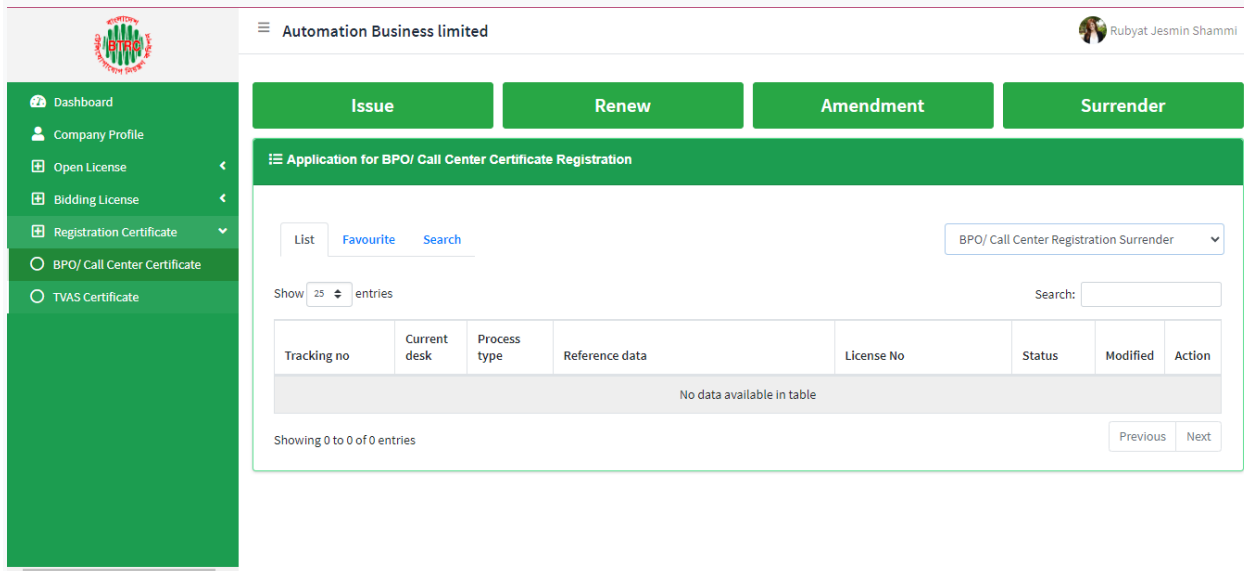 বাংলাদেশ
BTRC
Automation Business limited
Rubyat Jesmin Shammi
Dashboard
Company Profile
Open License
Bidding License
Registration Certificate
BPO/ Call Center Certificate
TVAS Certificate
Issue
Renew
Amendment
Surrender
Application for BPO/ Call Center Certificate Registration
List
Favourite
Search
BPO/ Call Center Registration Surrender
Show 25 entries
Search:
Tracking no
Current desk
Process type
Reference data
License No
Status
Modified
Action
No data available in table
Showing 0 to 0 of 0 entries
Previous
Next